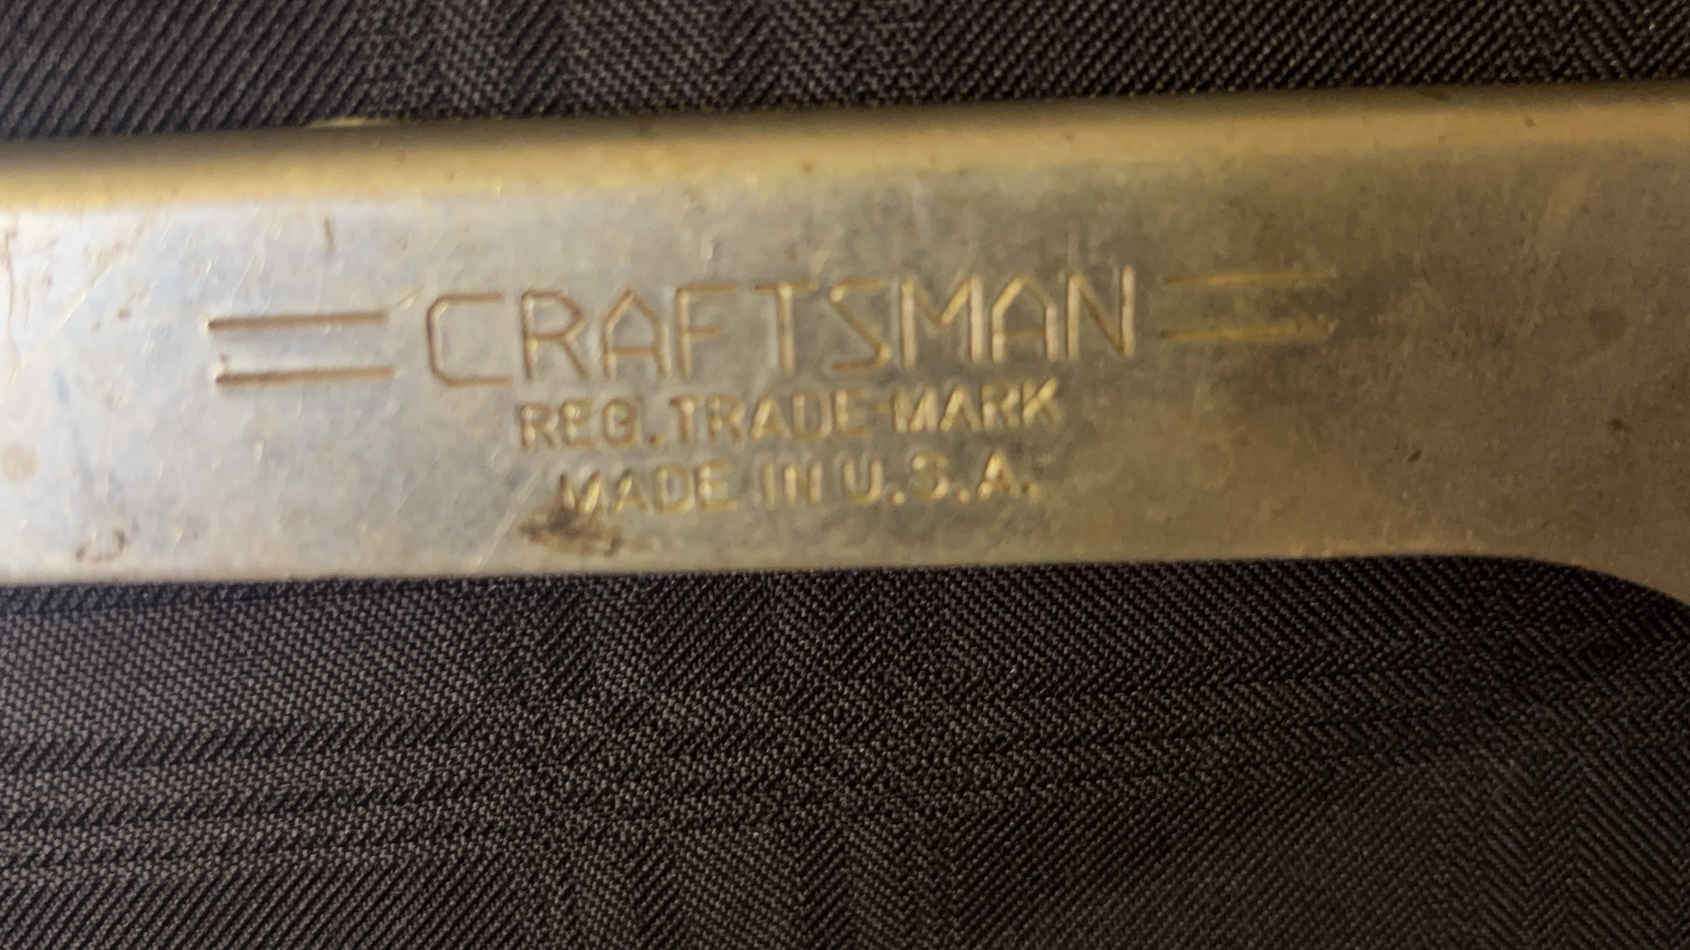 CRAFTSMAN
REG. TRADE-MARK
MADE IN U.S.A.